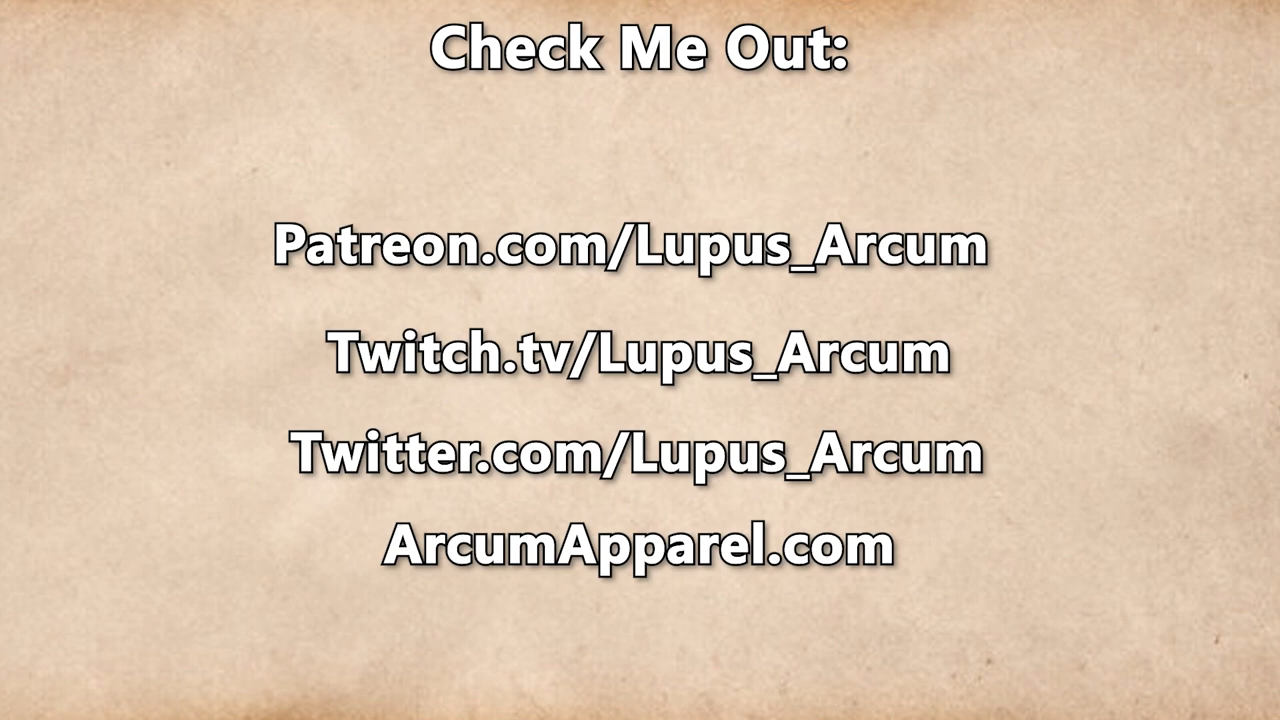 Check Me Out:
Patreon.com/Lupus_Arcum
Twitch.tv/Lupus_Arcum
Twitter.com/Lupus_Arcum
ArcumApparel.com